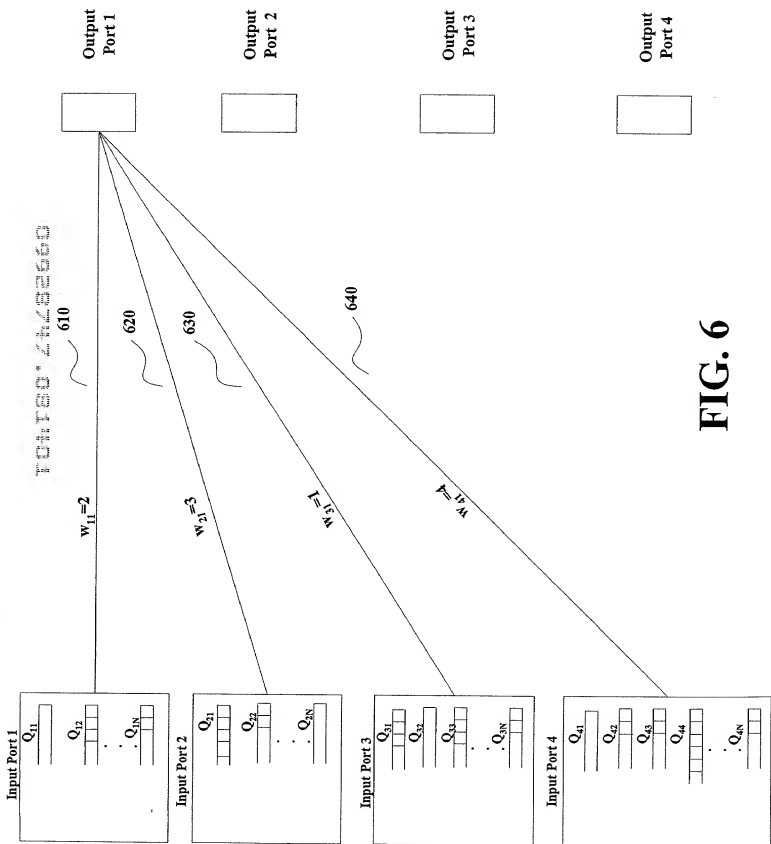 Output
Port 1
Output
Port 2
Output
Port 3
Output
Port 4
610
620
630
640
w11=2
w21=3
w31=1
w41=4
Input Port 1
Q11
Q12
. . .
Q1N
Input Port 2
Q21
Q22
. . .
Q2N
Input Port 3
Q31
Q32
Q33
. . .
Q3N
Input Port 4
Q41
Q42
Q43
Q44
. . .
Q4N
FIG. 6